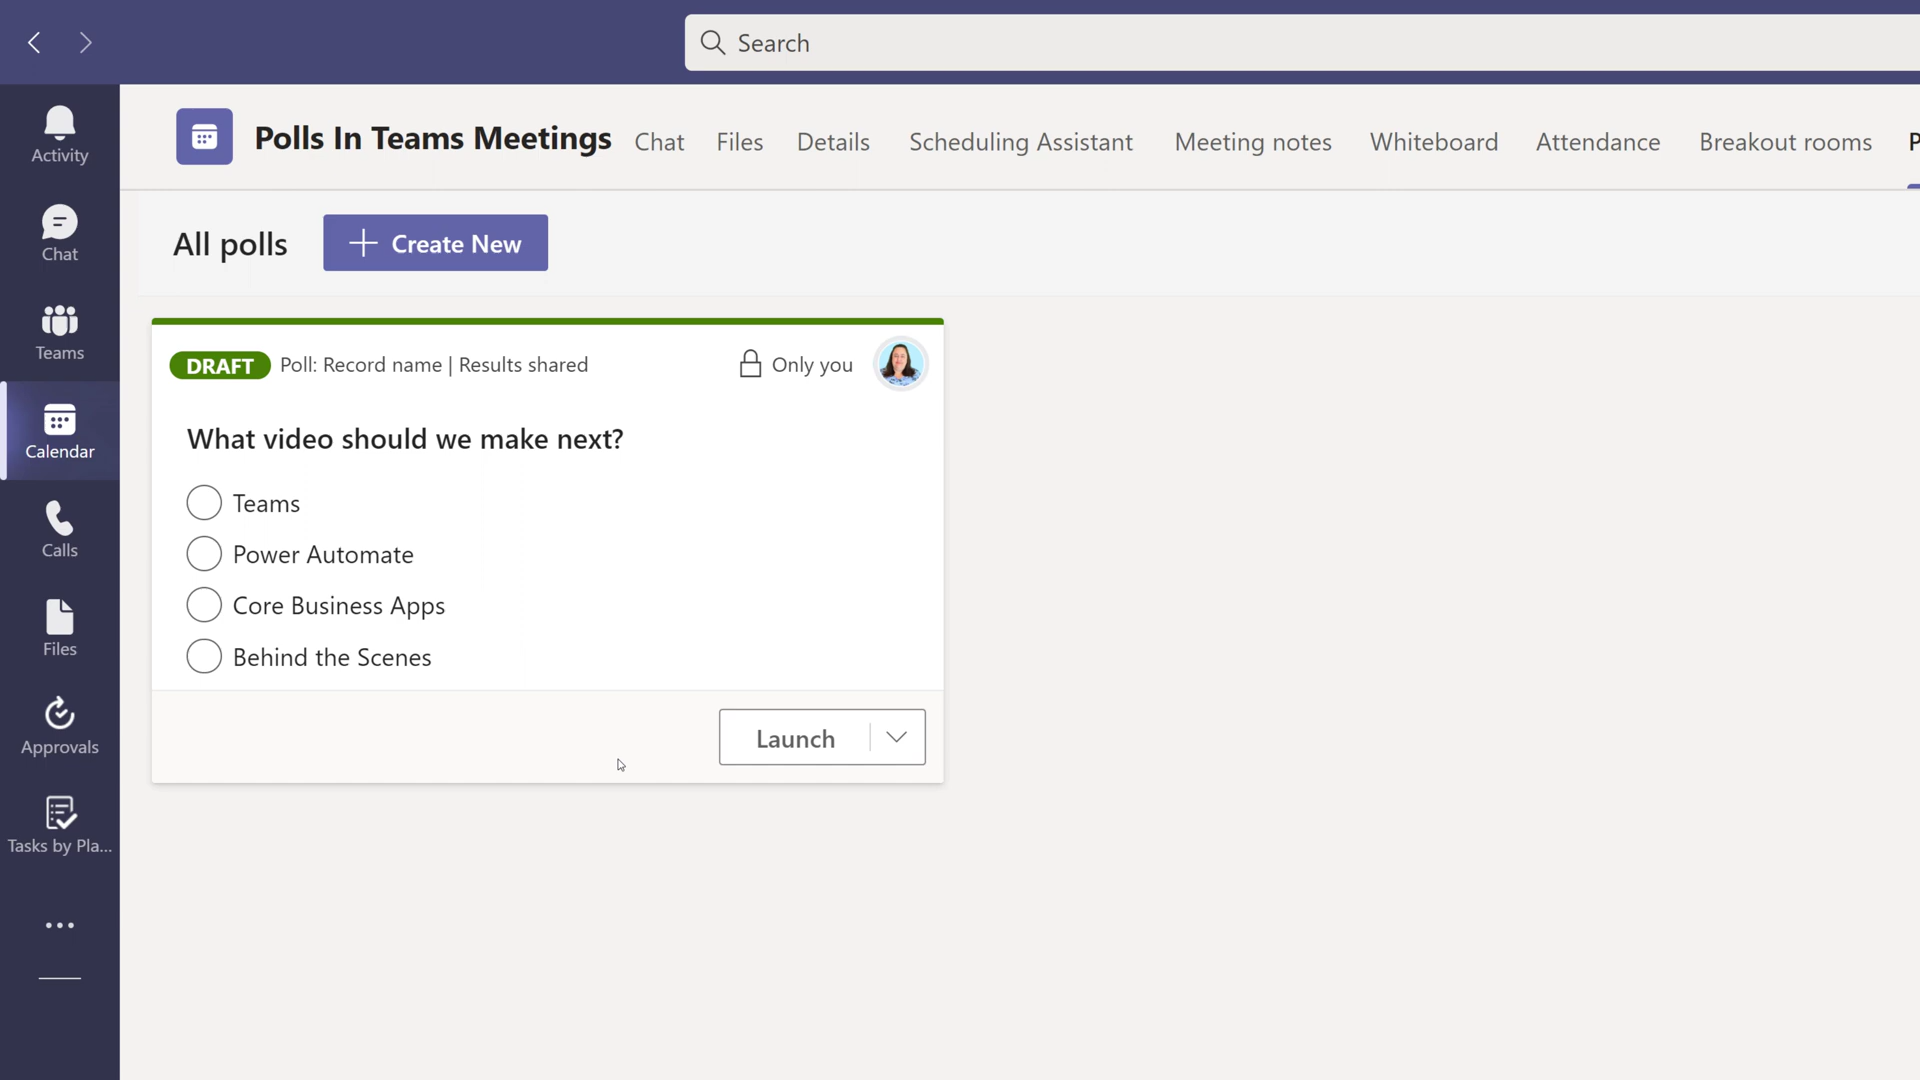 Search
Activity
Chat
Teams
Calendar
Calls
Files
Approvals
Tasks by Pla...
Polls In Teams Meetings Chat Files Details Scheduling Assistant Meeting notes Whiteboard Attendance Breakout rooms P
All polls + Create New
DRAFT Poll: Record name | Results shared Only you
What video should we make next?
Teams
Power Automate
Core Business Apps
Behind the Scenes
Launch